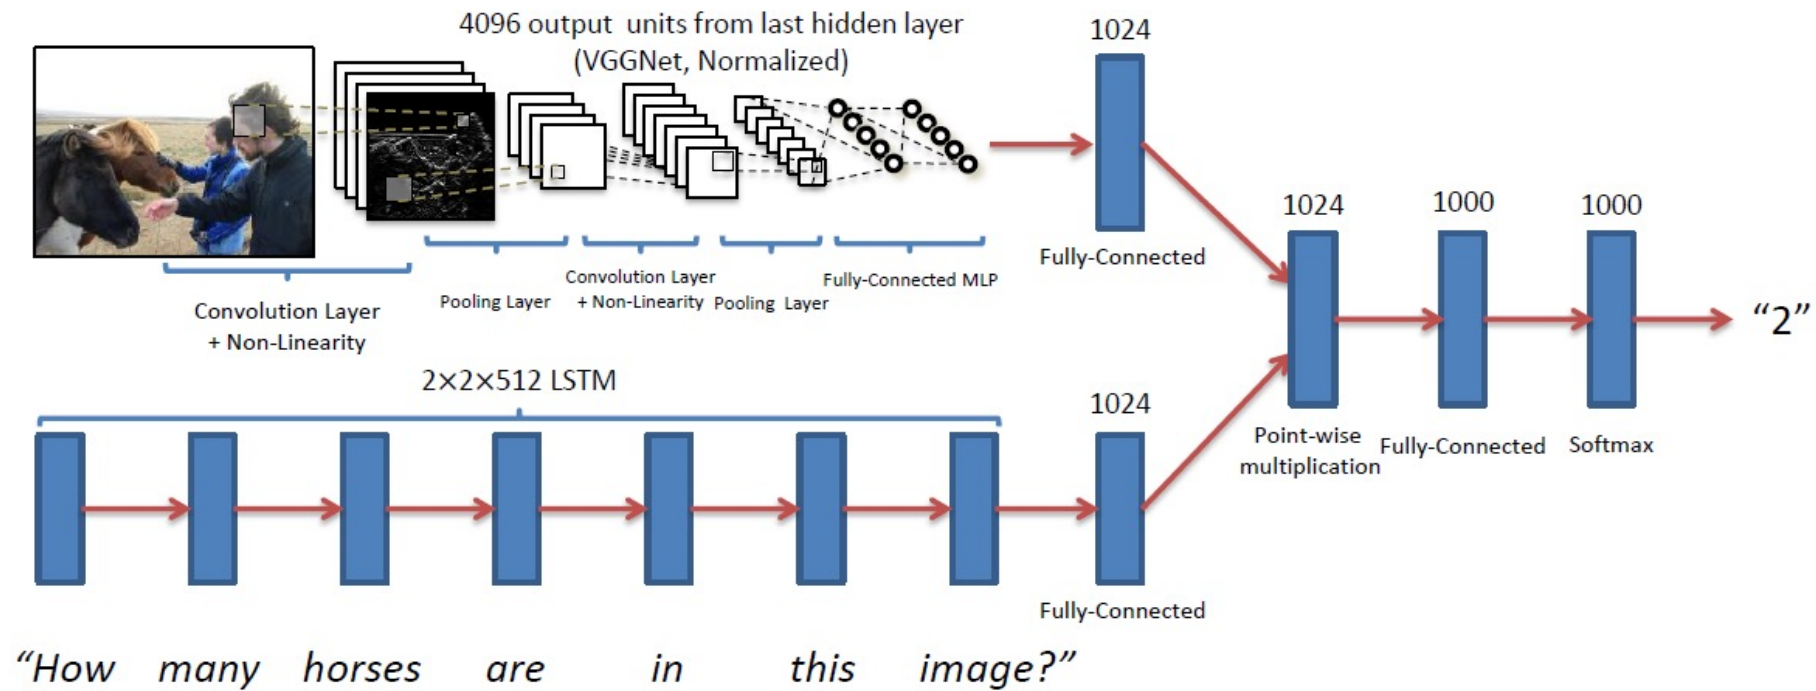 4096 output units from last hidden layer
(VGGNet, Normalized)
1024
Fully-Connected
Convolution Layer
+ Non-Linearity
Pooling Layer
Convolution Layer
+ Non-Linearity
Pooling Layer
Fully-Connected MLP
2×2×512 LSTM
1024
Fully-Connected
“How many horses are in this image?”
1024
Point-wise
multiplication
1000
Fully-Connected
1000
Softmax
“2”